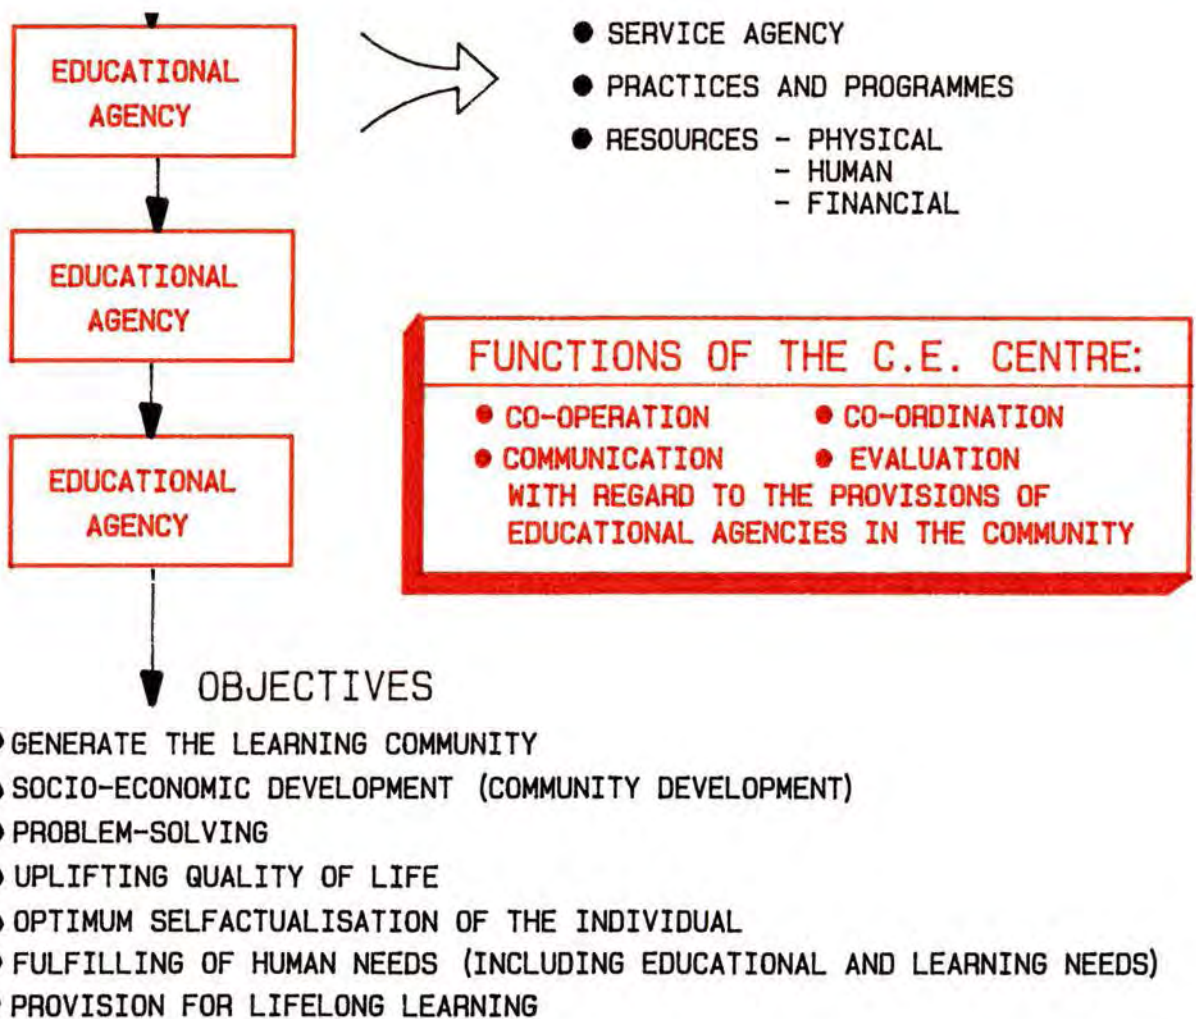 EDUCATIONAL
AGENCY
● SERVICE AGENCY
● PRACTICES AND PROGRAMMES
● RESOURCES - PHYSICAL
- HUMAN
- FINANCIAL
EDUCATIONAL
AGENCY
FUNCTIONS OF THE C.E. CENTRE:
● CO-OPERATION ● CO-ORDINATION
● COMMUNICATION ● EVALUATION
WITH REGARD TO THE PROVISIONS OF
EDUCATIONAL AGENCIES IN THE COMMUNITY
EDUCATIONAL
AGENCY
OBJECTIVES
● GENERATE THE LEARNING COMMUNITY
● SOCIO-ECONOMIC DEVELOPMENT (COMMUNITY DEVELOPMENT)
● PROBLEM-SOLVING
● UPLIFTING QUALITY OF LIFE
● OPTIMUM SELFACTUALISATION OF THE INDIVIDUAL
● FULFILLING OF HUMAN NEEDS (INCLUDING EDUCATIONAL AND LEARNING NEEDS)
● PROVISION FOR LIFELONG LEARNING